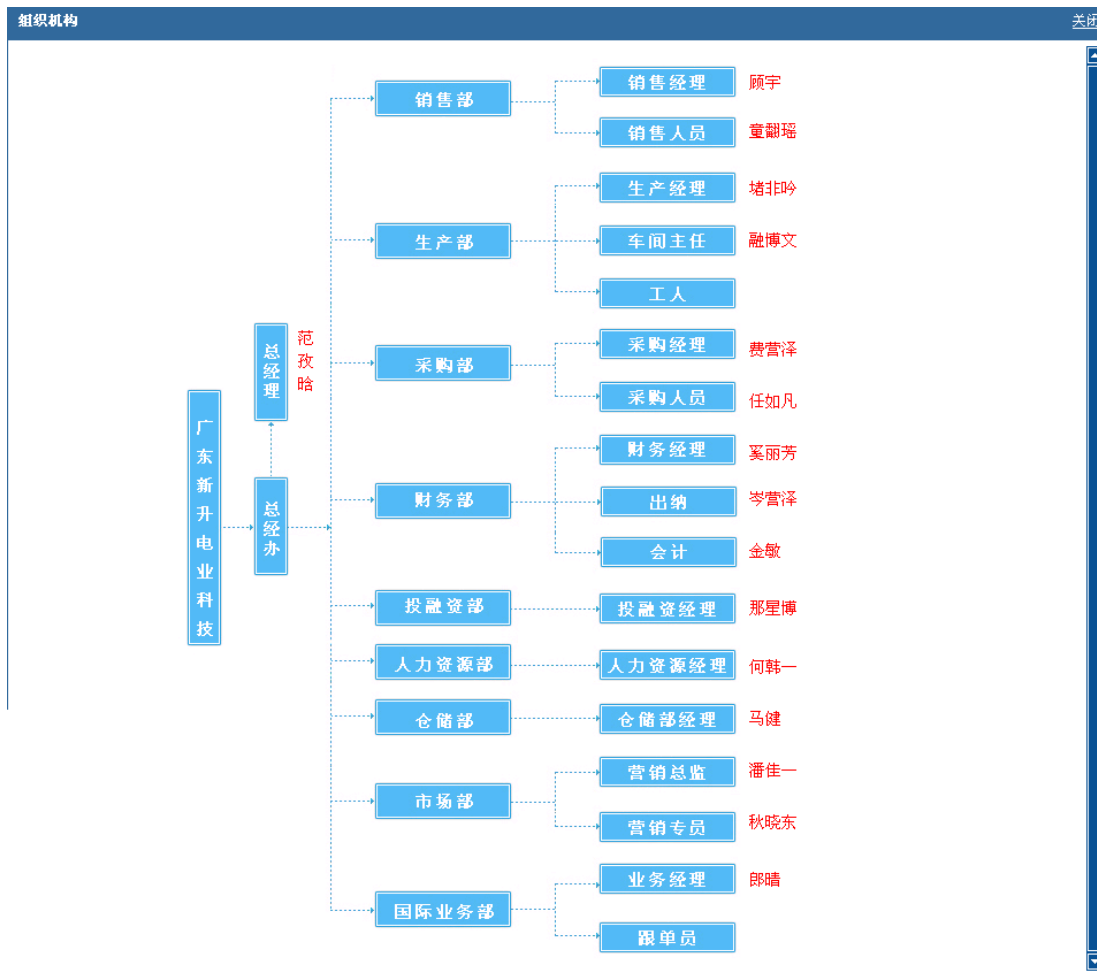 组织机构
关闭
销售部
销售经理 顾宇
销售人员 童翻瑶
生产部
生产经理 堵非吟
车间主任 融博文
工人
总经理 范孜晗
采购部
采购经理 费营泽
采购人员 任如凡
广东新升电业科技
总经办
财务部
财务经理 奚丽芳
出纳 岑营泽
会计 金敏
投融资部
投融资经理 那星博
人力资源部
人力资源经理 何韩一
仓储部
仓储部经理 马健
市场部
营销总监 潘佳一
营销专员 秋晓东
国际业务部
业务经理 郎晴
跟单员